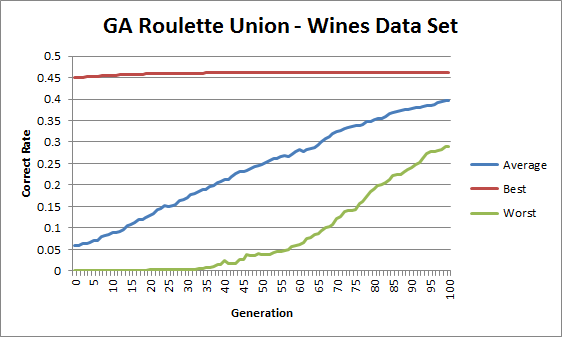 GA Roulette Union - Wines Data Set
0.5
0.45
0.4
0.35
0.3
0.25
0.2
0.15
0.1
0.05
0
Correct Rate
0 5 10 15 20 25 30 35 40 45 50 55 60 65 70 75 80 85 90 95 100
Generation
Average
Best
Worst